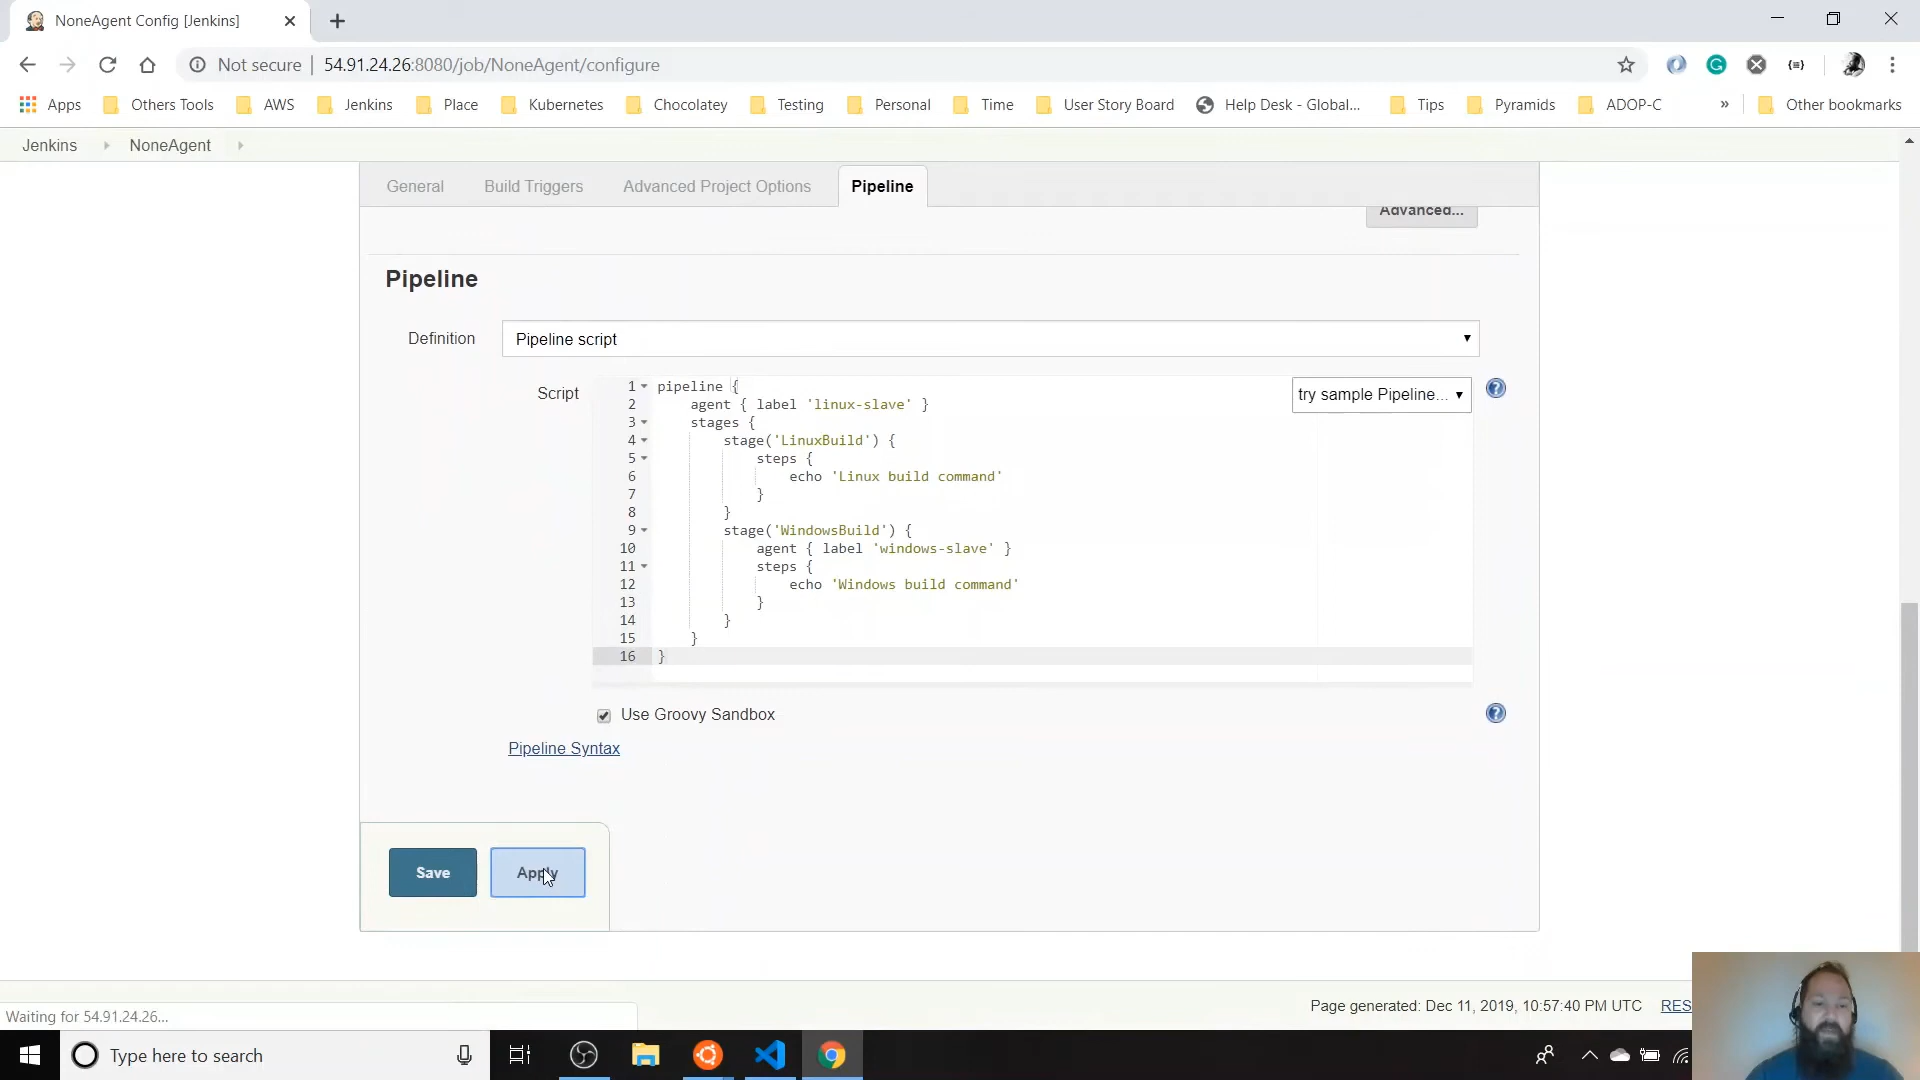 NoneAgent Config [Jenkins]
Not secure | 54.91.24.26:8080/job/NoneAgent/configure
Apps Others Tools AWS Jenkins Place Kubernetes Chocolatey Testing Personal Time User Story Board Help Desk - Global... Tips Pyramids ADOP-C » Other bookmarks
Jenkins NoneAgent
General Build Triggers Advanced Project Options Pipeline
Advanced...
Pipeline
Definition Pipeline script
Script
try sample Pipeline...
1 pipeline {
2 agent { label 'linux-slave' }
3 stages {
4 stage('LinuxBuild') {
5 steps {
6 echo 'Linux build command'
7 }
8 }
9 stage('WindowsBuild') {
10 agent { label 'windows-slave' }
11 steps {
12 echo 'Windows build command'
13 }
14 }
15 }
16 }
Use Groovy Sandbox
Pipeline Syntax
Save Apply
Page generated: Dec 11, 2019, 10:57:40 PM UTC RES
Waiting for 54.91.24.26...
Type here to search